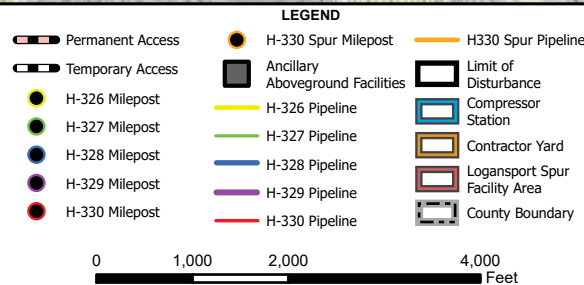 LEGEND
Permanent Access
Temporary Access
H-326 Milepost
H-327 Milepost
H-328 Milepost
H-329 Milepost
H-330 Milepost
H-330 Spur Milepost
Ancillary
Aboveground Facilities
H-326 Pipeline
H-327 Pipeline
H-328 Pipeline
H-329 Pipeline
H-330 Pipeline
H330 Spur Pipeline
Limit of
Disturbance
Compressor
Station
Contractor Yard
Logansport Spur
Facility Area
County Boundary
0 1,000 2,000 4,000
Feet